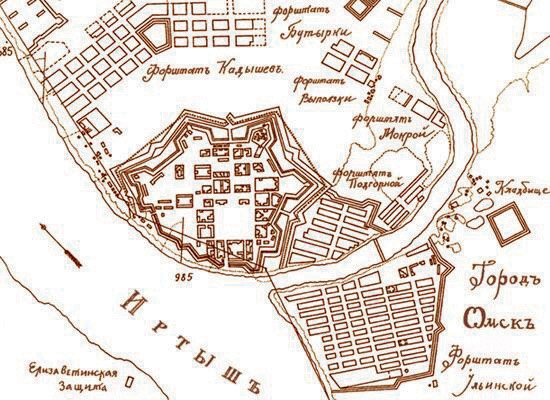 форштатъ
Бутырки
985
Форштатъ Кадышевъ.
форштатъ
Выползки
форштатъ
Мокрой
форштатъ
Подгорной
Кладбище
985
Городъ
Омскъ
Форштатъ
Ильинской
Иртышъ
Елизаветинская
Защита